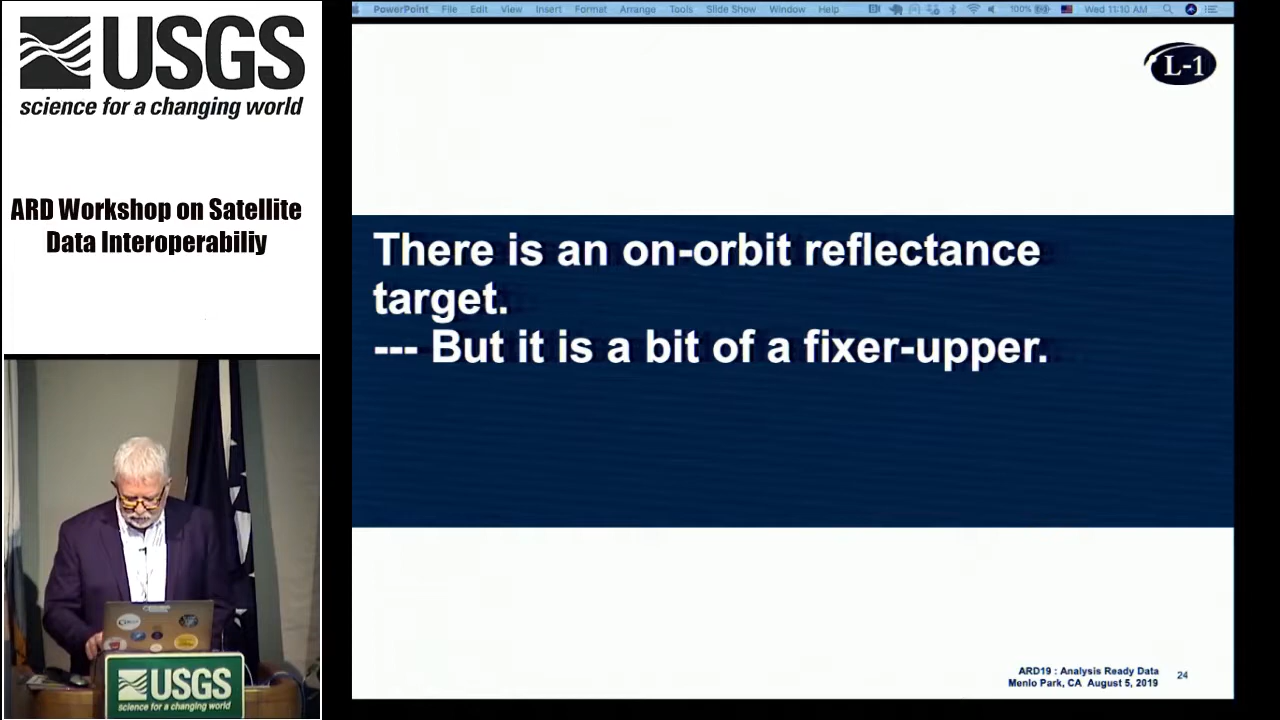 USGS
science for a changing world
ARD Workshop on Satellite
Data Interoperabiliy
PowerPoint File Edit View Insert Format Arrange Tools Slide Show Window Help 100% Wed 11:10 AM
L-1
There is an on-orbit reflectance
target.
--- But it is a bit of a fixer-upper.
ARD19 : Analysis Ready Data
Menlo Park, CA August 5, 2019
24
USGS
science for a changing world